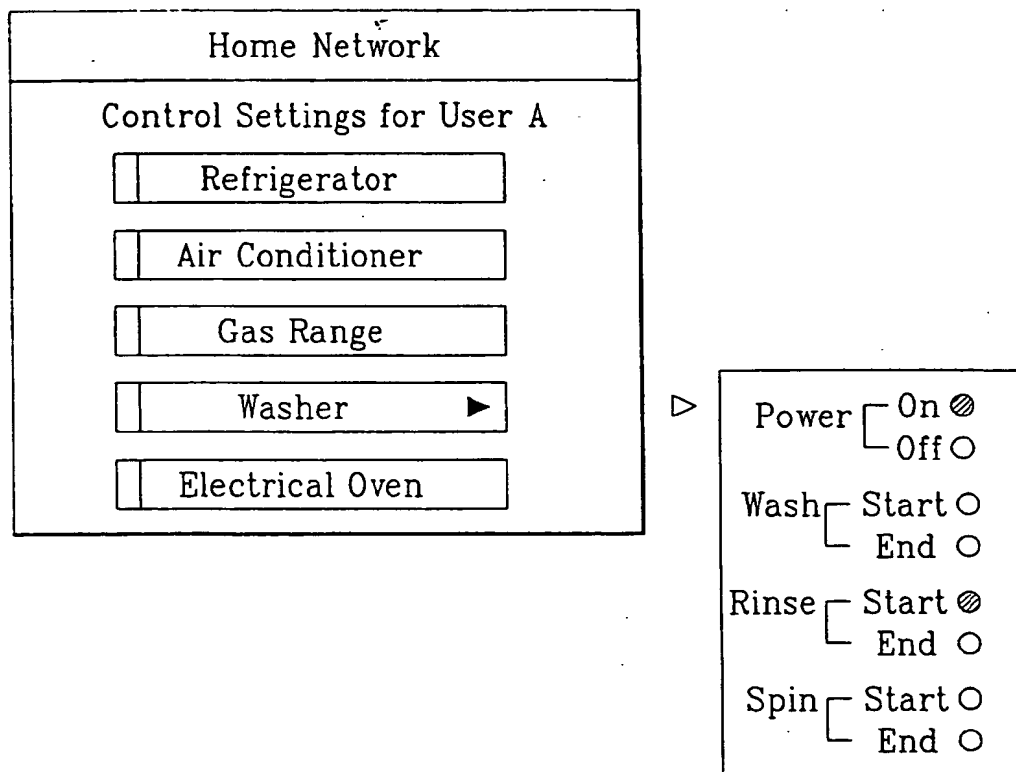 Home Network
Control Settings for User A
Refrigerator
Air Conditioner
Gas Range
Washer
Electrical Oven
Power On
Off
Wash Start
End
Rinse Start
End
Spin Start
End